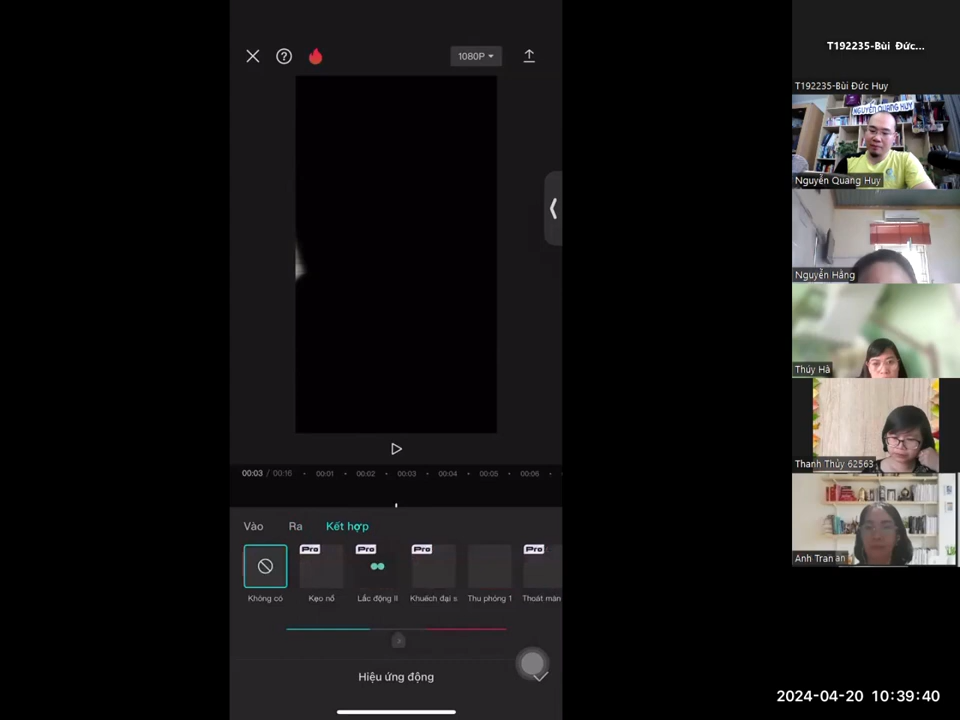 1080P
00:03 / 00:16
00:01
00:02
00:03
00:04
00:05
00:06
Vào
Ra
Kết hợp
Pro
Pro
Pro
Pro
Không có
Kẹo nổ
Lắc động II
Khuếch đại s
Thu phóng 1
Thoát màn
Hiệu ứng động
T192235-Bùi Đức...
T192235-Bùi Đức Huy
NGUYỄN QUANG HUY
Nguyễn Quang Huy
Nguyễn Hằng
Thúy Hà
Thanh Thủy 62563
Anh Tran an
2024-04-20 10:39:40